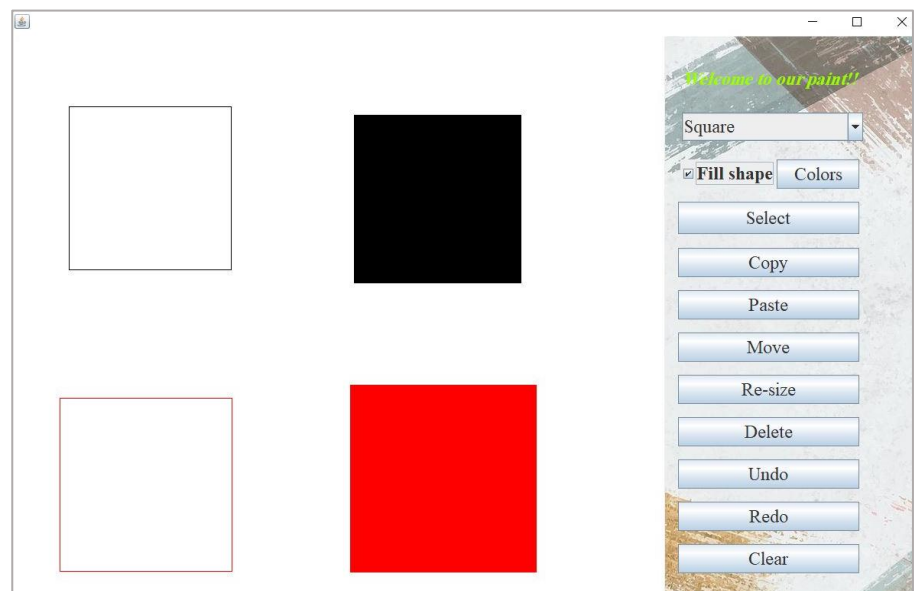 Welcome to our paint!!
Square
Fill shape Colors
Select
Copy
Paste
Move
Re-size
Delete
Undo
Redo
Clear